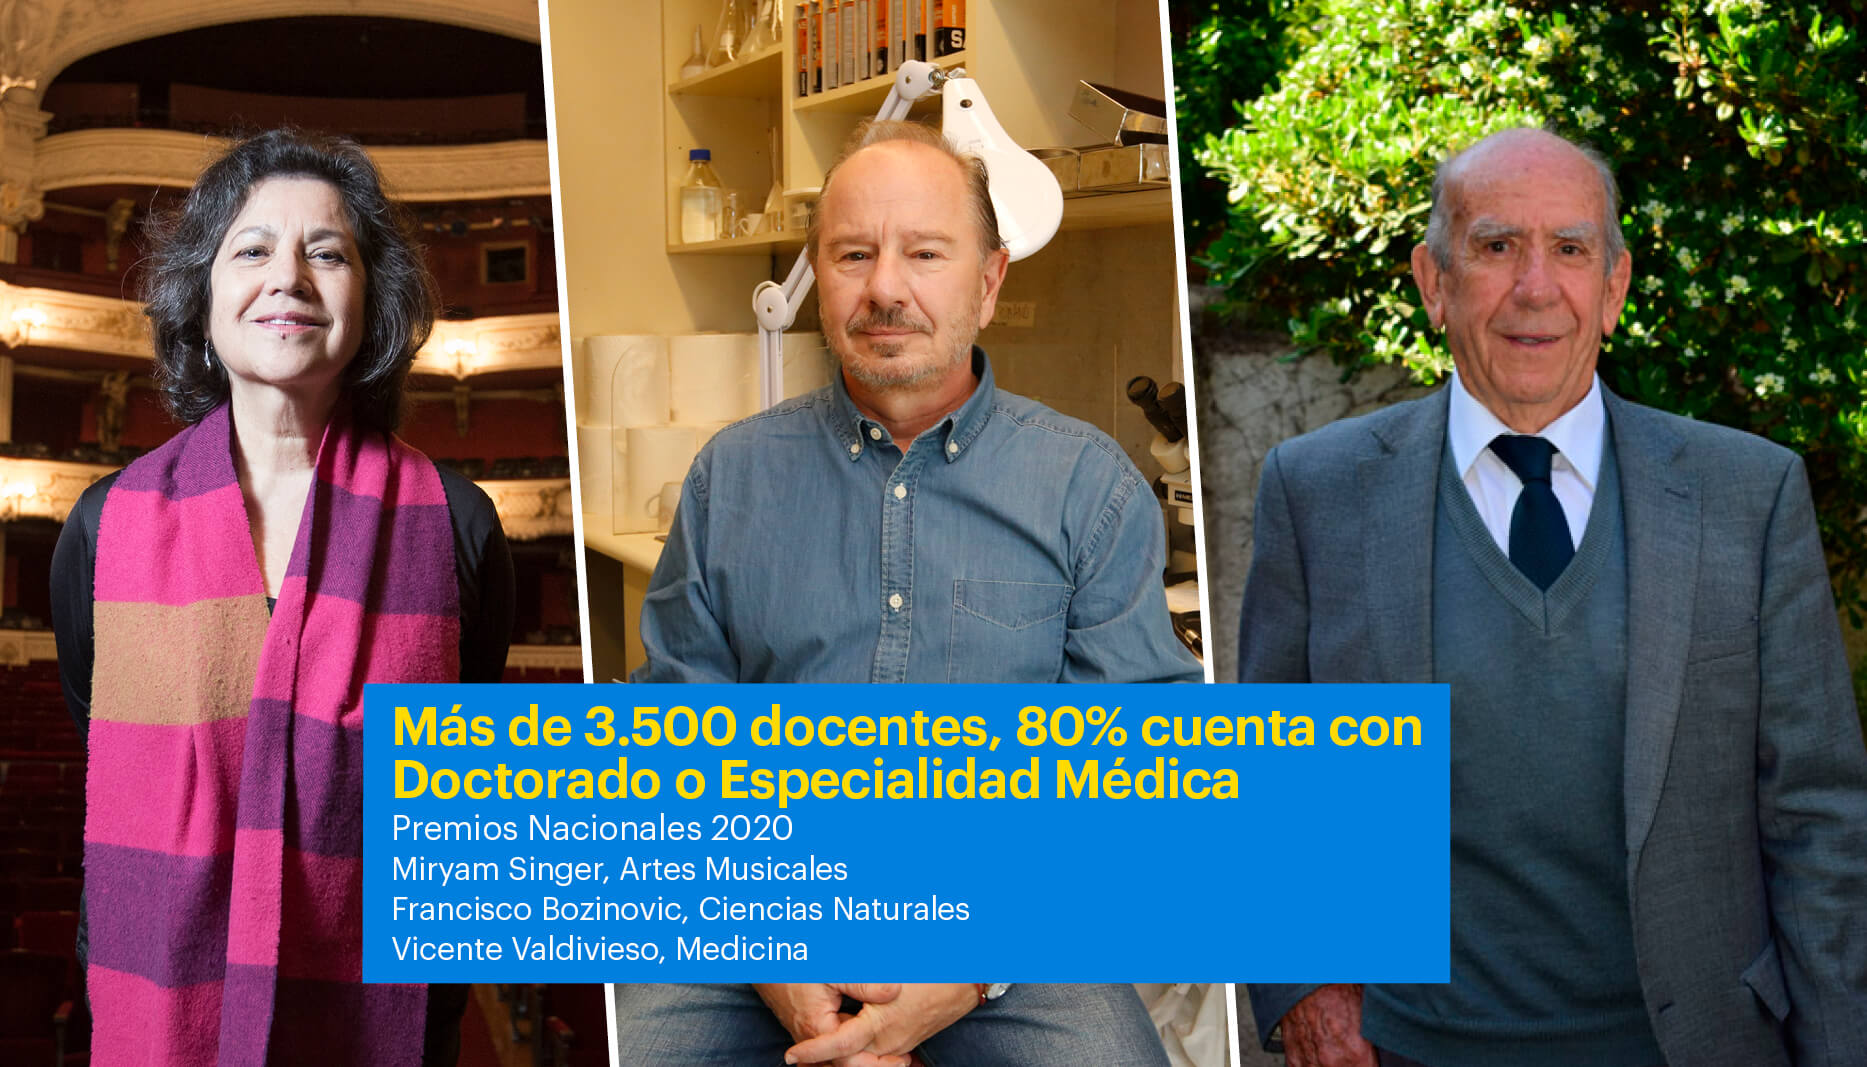 Más de 3.500 docentes, 80% cuenta con
Doctorado o Especialidad Médica
Premios Nacionales 2020
Miryam Singer, Artes Musicales
Francisco Bozinovic, Ciencias Naturales
Vicente Valdivieso, Medicina